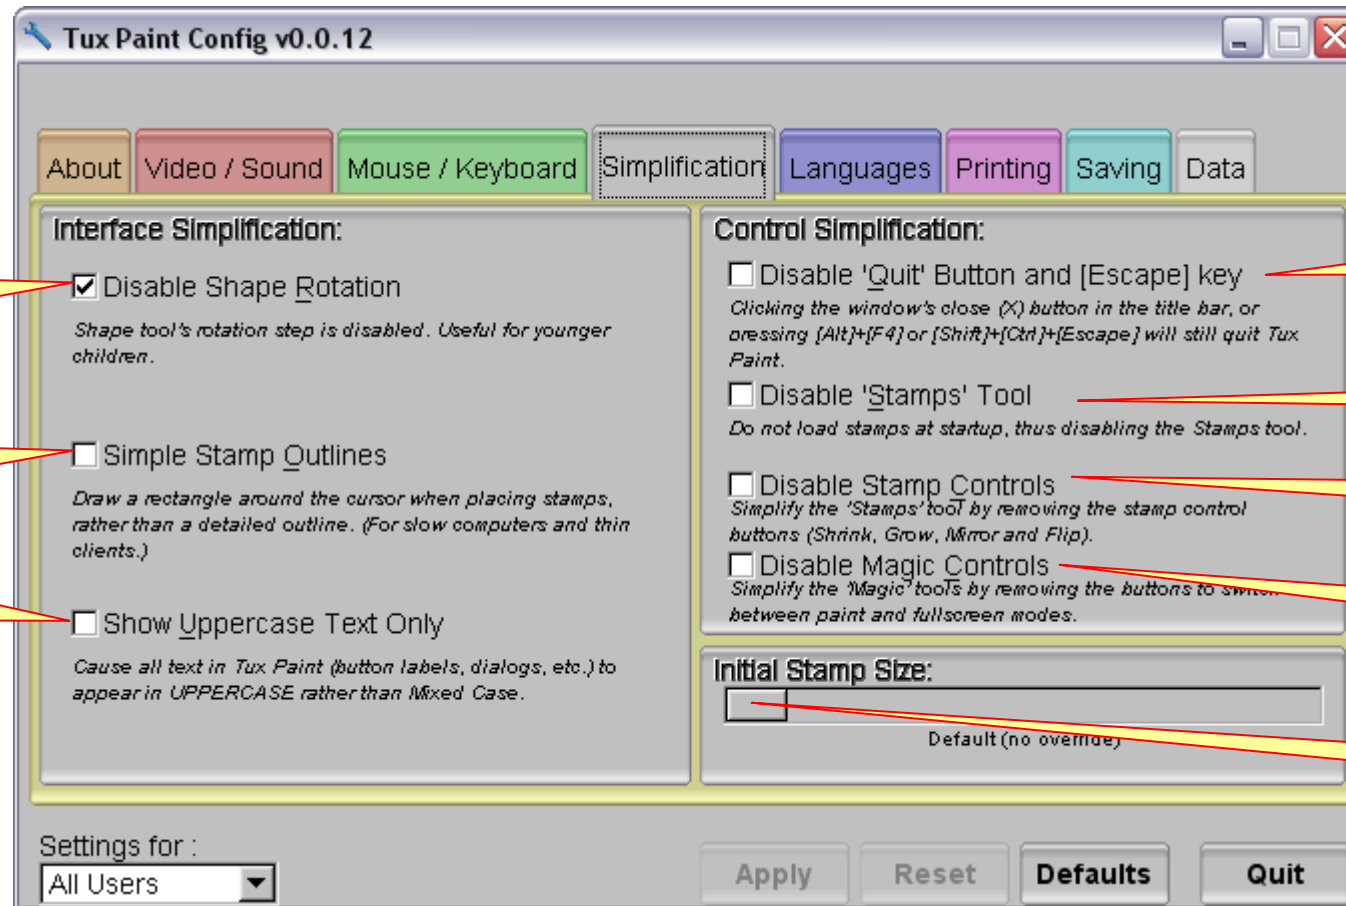 Tux Paint Config v0.0.12
About Video / Sound Mouse / Keyboard Simplification Languages Printing Saving Data
Interface Simplification:
Disable Shape Rotation
Shape tool's rotation step is disabled. Useful for younger
children.
Simple Stamp Outlines
Draw a rectangle around the cursor when placing stamps,
rather than a detailed outline. (For slow computers and thin
clients.)
Show Uppercase Text Only
Cause all text in Tux Paint (button labels, dialogs, etc.) to
appear in UPPERCASE rather than Mixed Case.
Control Simplification:
Disable 'Quit' Button and [Escape] key
Clicking the window's close (X) button in the title bar, or
pressing [Alt]+[F4] or [Shift]+[Ctrl]+[Escape] will still quit Tux
Paint.
Disable 'Stamps' Tool
Do not load stamps at startup, thus disabling the Stamps tool.
Disable Stamp Controls
Simplify the 'Stamps' tool by removing the stamp control
buttons (Shrink, Grow, Mirror and Flip).
Disable Magic Controls
Simplify the 'Magic' tools by removing the buttons to switch
between paint and fullscreen modes.
Initial Stamp Size:
Default (no override)
Settings for :
All Users
Apply Reset Defaults Quit